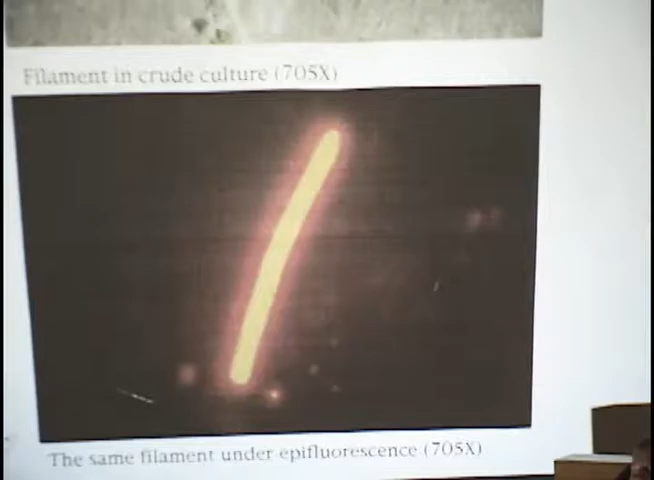 Filament in crude culture (705X)
The same filament under epifluorescence (705X)